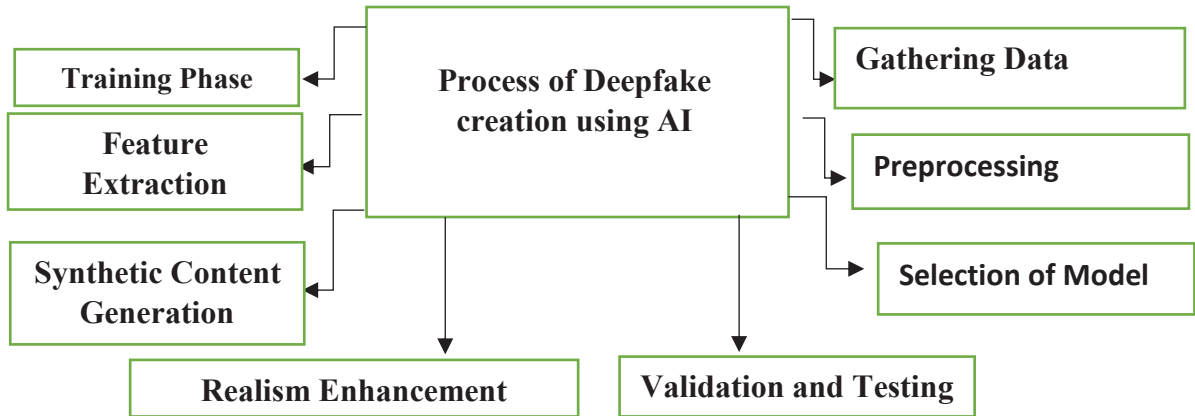 Process of Deepfake
creation using AI
Gathering Data
Preprocessing
Selection of Model
Training Phase
Feature
Extraction
Synthetic Content
Generation
Realism Enhancement
Validation and Testing